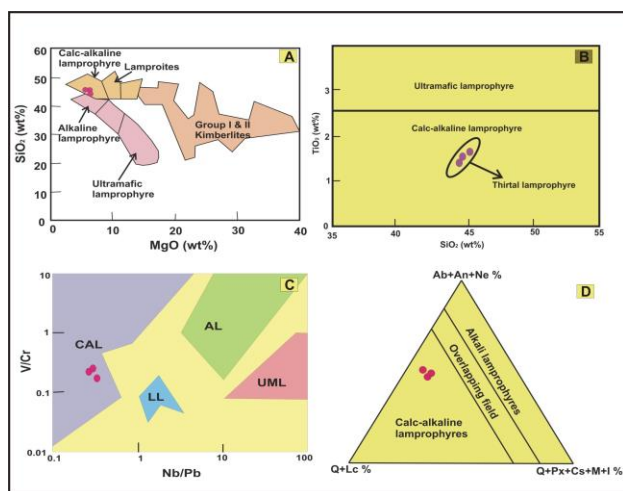 A
SiO₂ (wt%)
60
50
40
30
20
10
0
Calc-alkaline
lamprophyre
Lamproites
Alkaline
lamptophyre
Group I & II
Kimberlites
Ultramafic
lamprophyre
0
10
20
30
40
MgO (wt%)
B
TiO₂ (wt%)
3
2
1
0
Ultramafic lamprophyre
Calc-alkaline lamprophyre
Thirtal lamprophyre
35
40
45
50
55
SiO₂ (wt%)
C
V/Cr
10
1
0.1
0.01
CAL
AL
LL
UML
0.1
1
10
100
Nb/Pb
D
Ab+An+Ne %
Alkali lamprophyres
Overlapping
field
Calc-alkaline
lamprophyres
Q+Lc %
Q+Px+Cs+M+I %